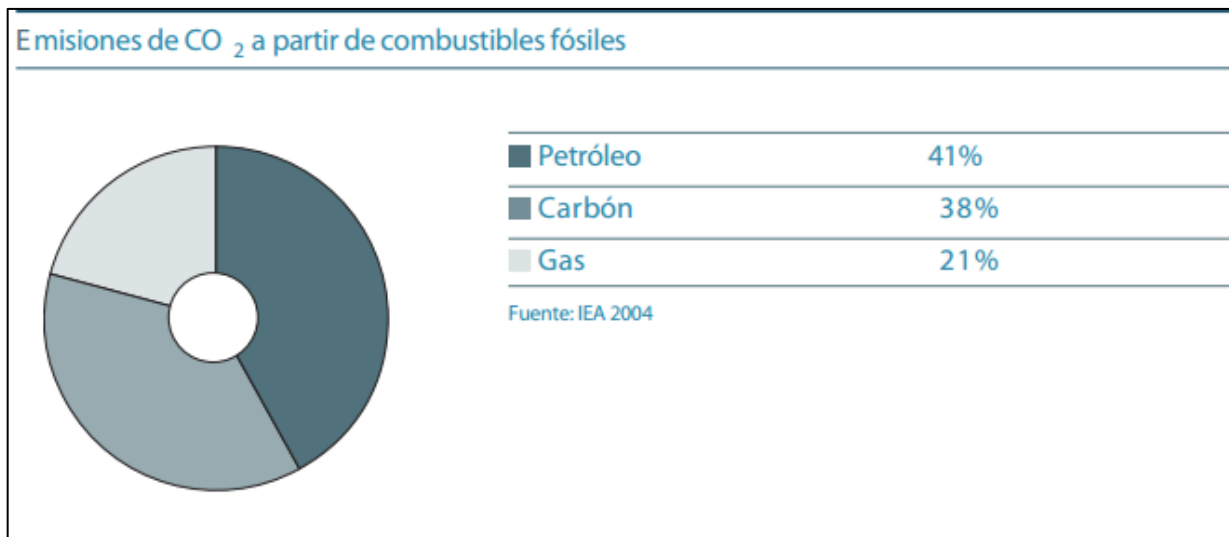 Emisiones de CO 2 a partir de combustibles fósiles
Petróleo 41%
Carbón 38%
Gas 21%
Fuente: IEA 2004